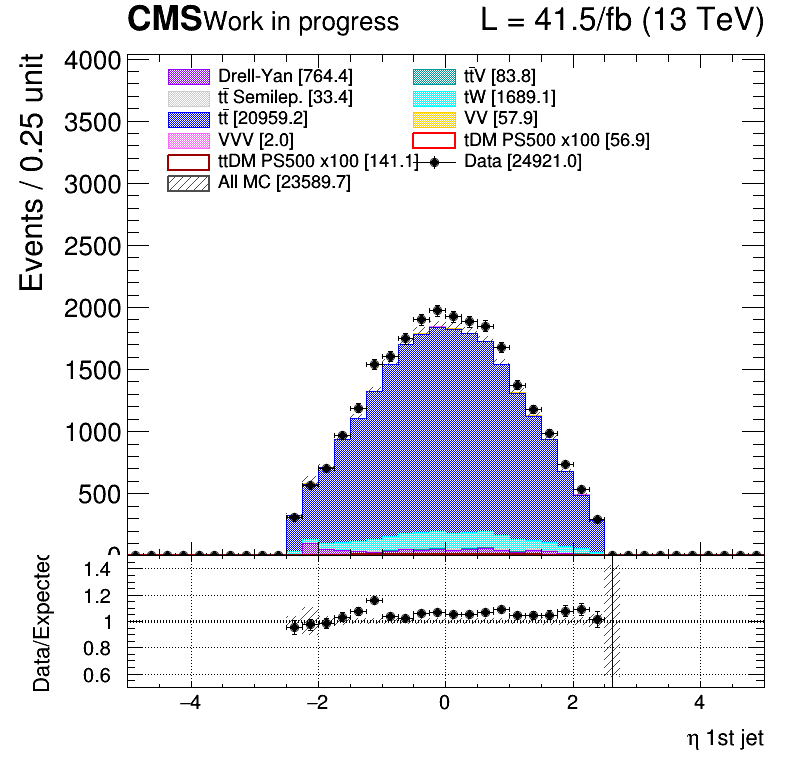 CMS Work in progress L = 41.5/fb (13 TeV)
Events / 0.25 unit
4000
3500
3000
2500
2000
1500
1000
500
0
Drell-Yan [764.4]
tt̄V [83.8]
tt̄ Semilep. [33.4]
tW [1689.1]
tt̄ [20959.2]
VV [57.9]
VVV [2.0]
tDM PS500 x100 [56.9]
ttDM PS500 x100 [141.1]
Data [24921.0]
All MC [23589.7]
Data/Expected
1.4
1.2
1
0.8
0.6
−4 −2 0 2 4
η 1st jet